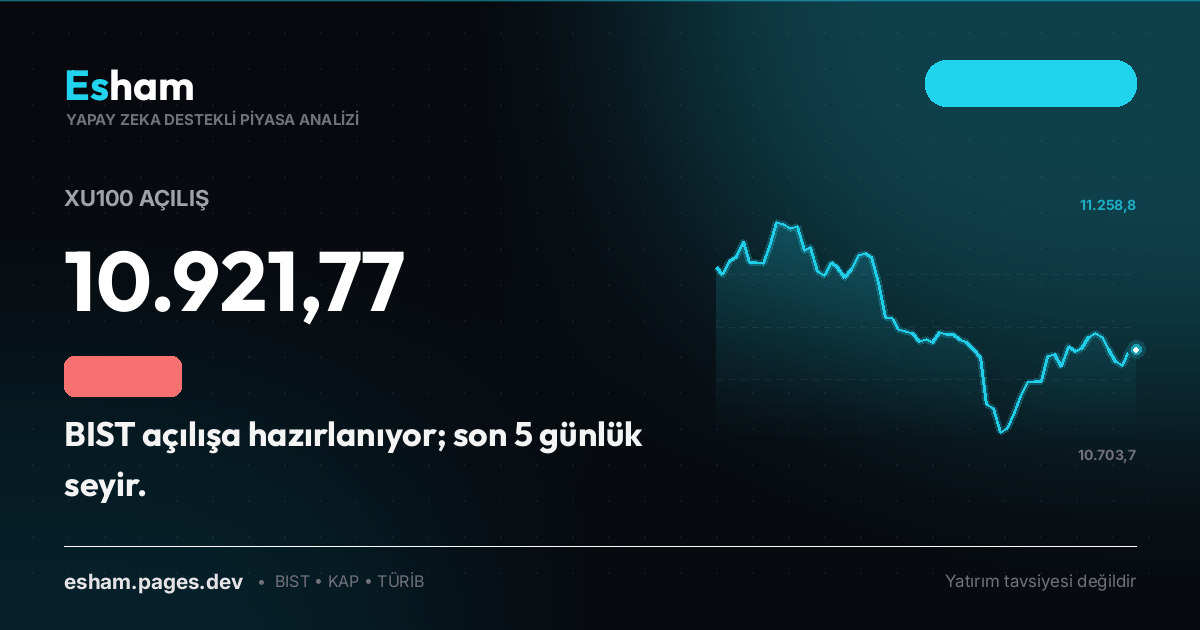 Esham
YAPAY ZEKA DESTEKLİ PİYASA ANALİZİ
XU100 AÇILIŞ
10.921,77
BIST açılışa hazırlanıyor; son 5 günlük
seyir.
11.258,8
10.703,7
esham.pages.dev • BIST • KAP • TÜRİB
Yatırım tavsiyesi değildir